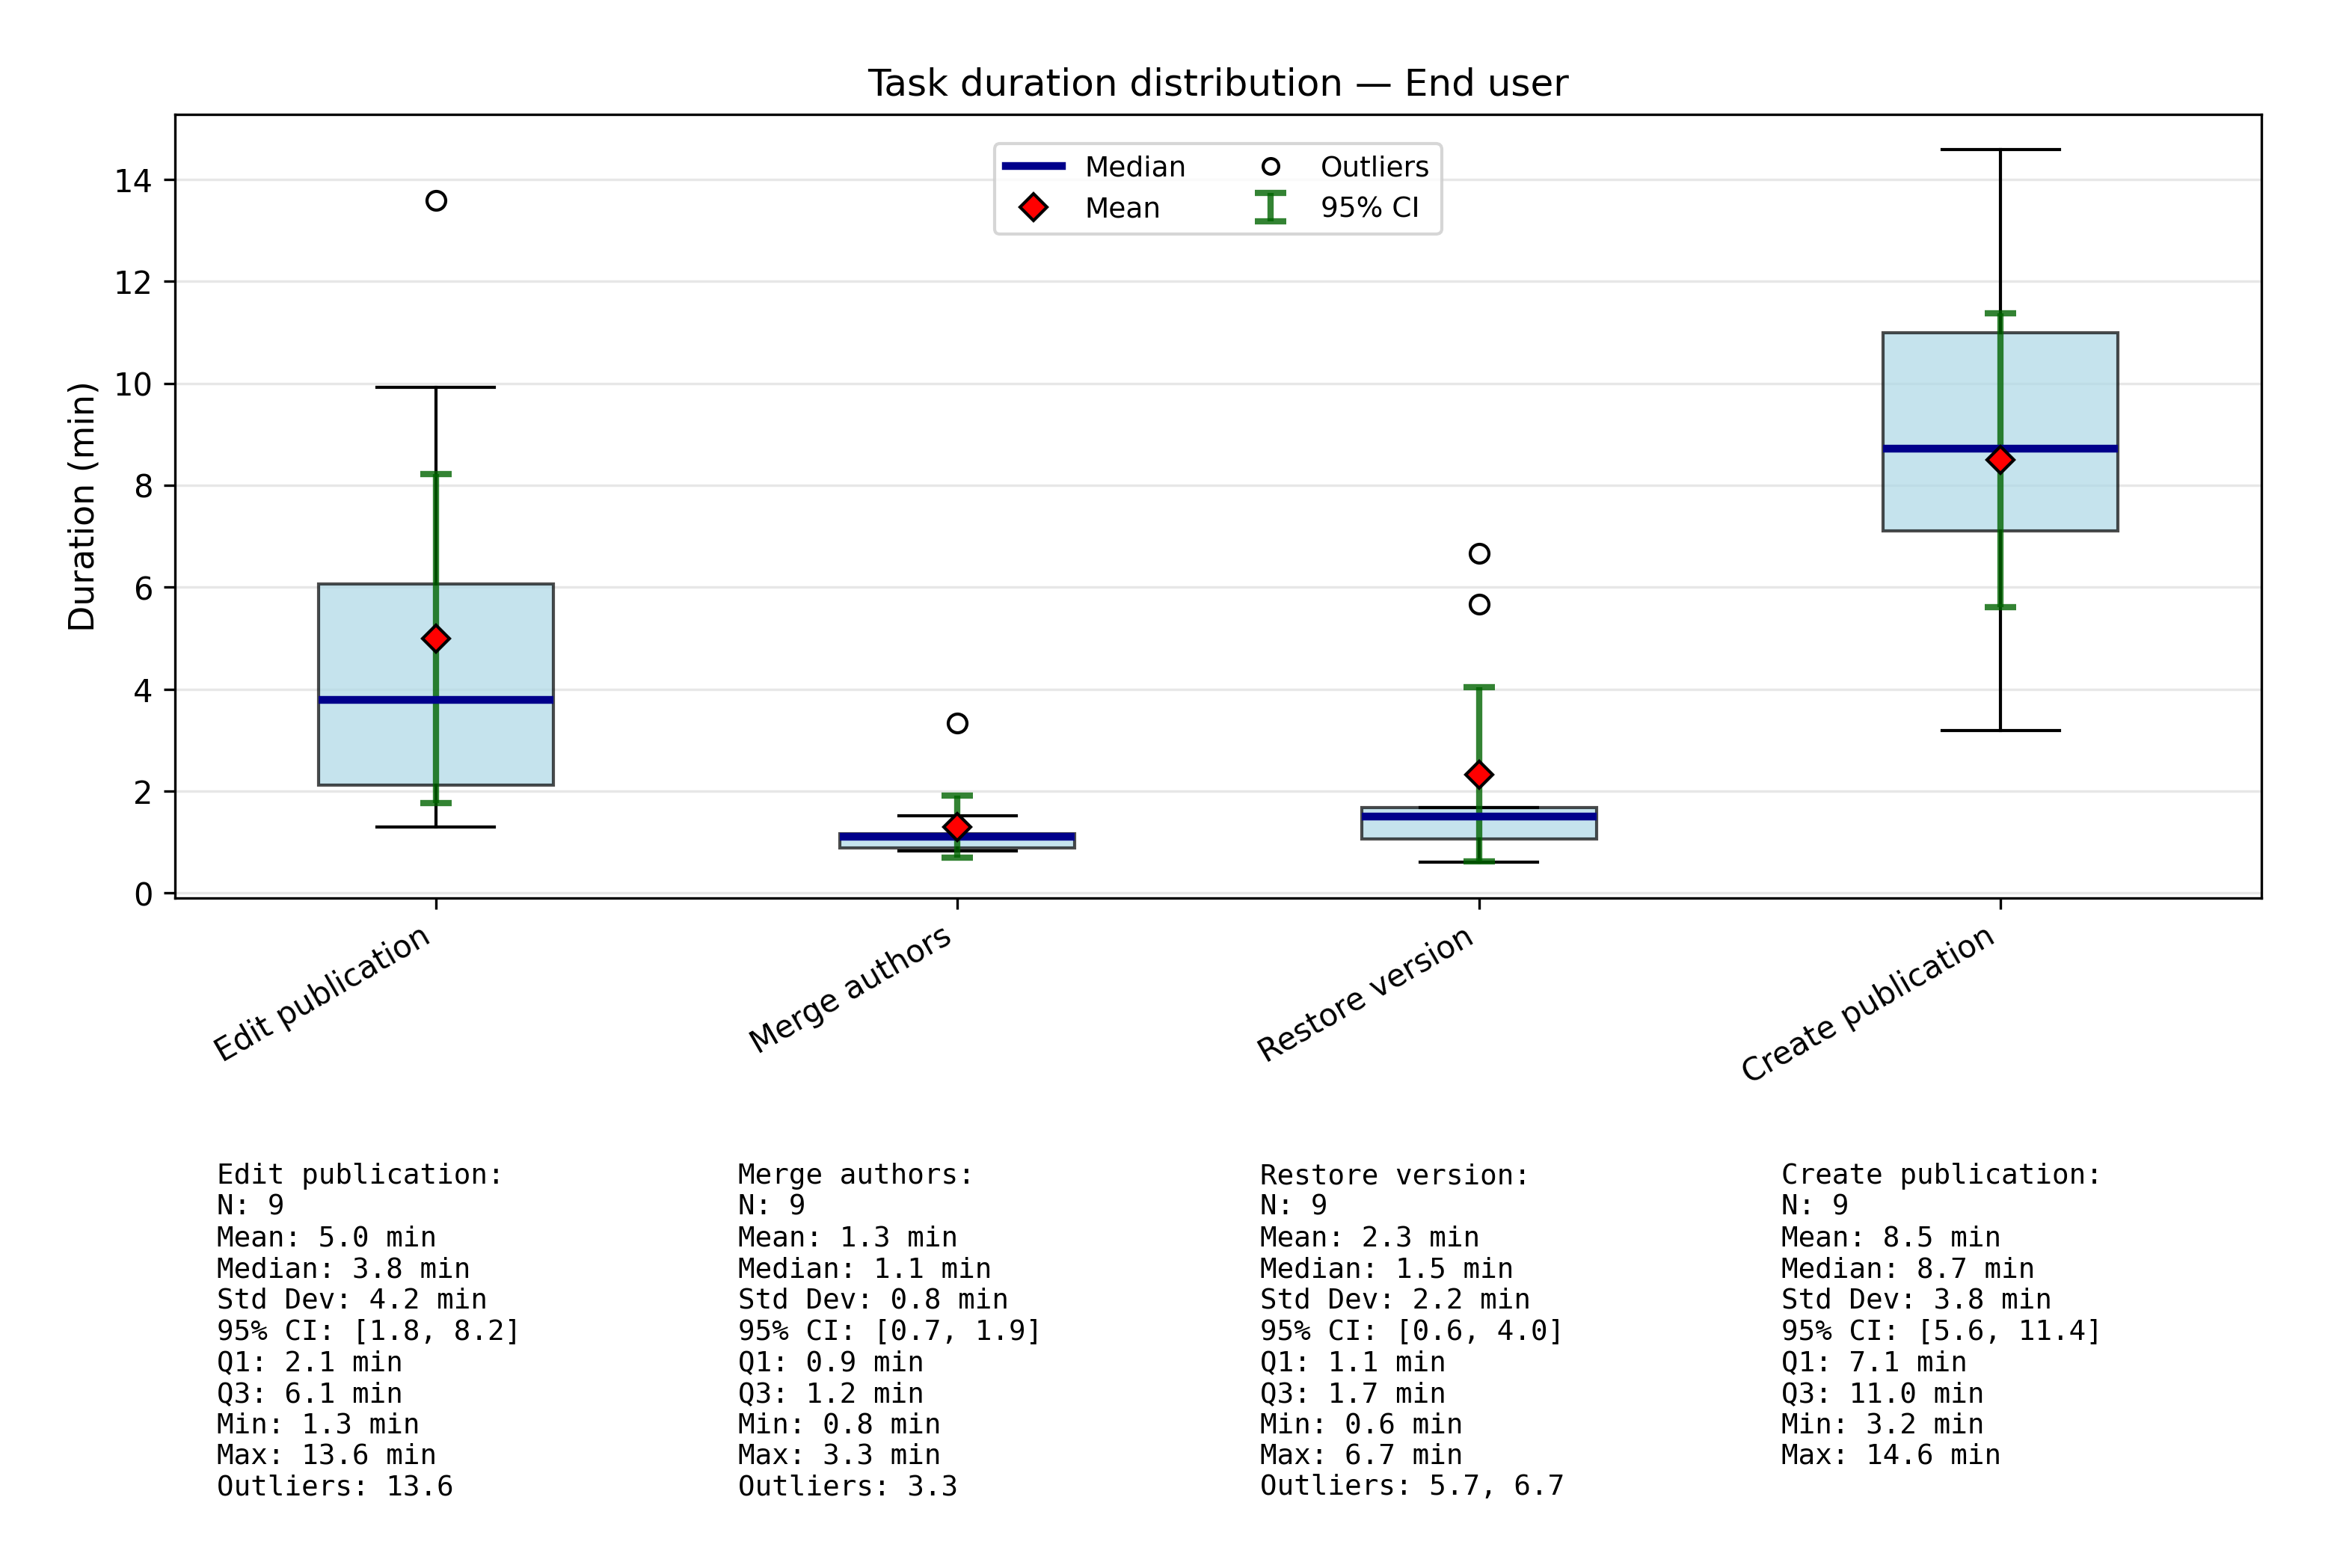 Task duration distribution — End user
Median
Mean
Outliers
95% CI
Duration (min)
14
12
10
8
6
4
2
0
Edit publication
Merge authors
Restore version
Create publication
Edit publication:
N: 9
Mean: 5.0 min
Median: 3.8 min
Std Dev: 4.2 min
95% CI: [1.8, 8.2]
Q1: 2.1 min
Q3: 6.1 min
Min: 1.3 min
Max: 13.6 min
Outliers: 13.6
Merge authors:
N: 9
Mean: 1.3 min
Median: 1.1 min
Std Dev: 0.8 min
95% CI: [0.7, 1.9]
Q1: 0.9 min
Q3: 1.2 min
Min: 0.8 min
Max: 3.3 min
Outliers: 3.3
Restore version:
N: 9
Mean: 2.3 min
Median: 1.5 min
Std Dev: 2.2 min
95% CI: [0.6, 4.0]
Q1: 1.1 min
Q3: 1.7 min
Min: 0.6 min
Max: 6.7 min
Outliers: 5.7, 6.7
Create publication:
N: 9
Mean: 8.5 min
Median: 8.7 min
Std Dev: 3.8 min
95% CI: [5.6, 11.4]
Q1: 7.1 min
Q3: 11.0 min
Min: 3.2 min
Max: 14.6 min